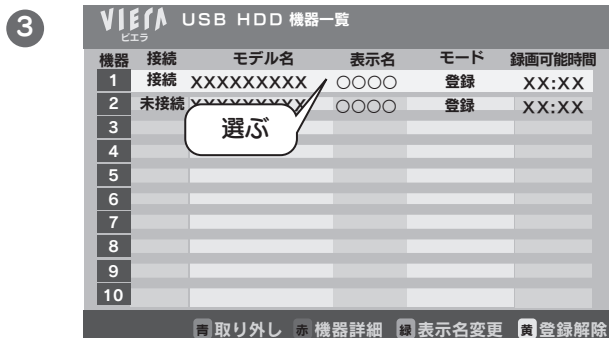 3
VIERA ビエラ USB HDD 機器一覧
機器 接続 モデル名 表示名 モード 録画可能時間
1 接続 XXXXXXXXX ○○○○ 登録 XX:XX
2 未接続 XXXXXXXXX ○○○○ 登録 XX:XX
選ぶ
3
4
5
6
7
8
9
10
青 取り外し 赤 機器詳細 緑 表示名変更 黄 登録解除